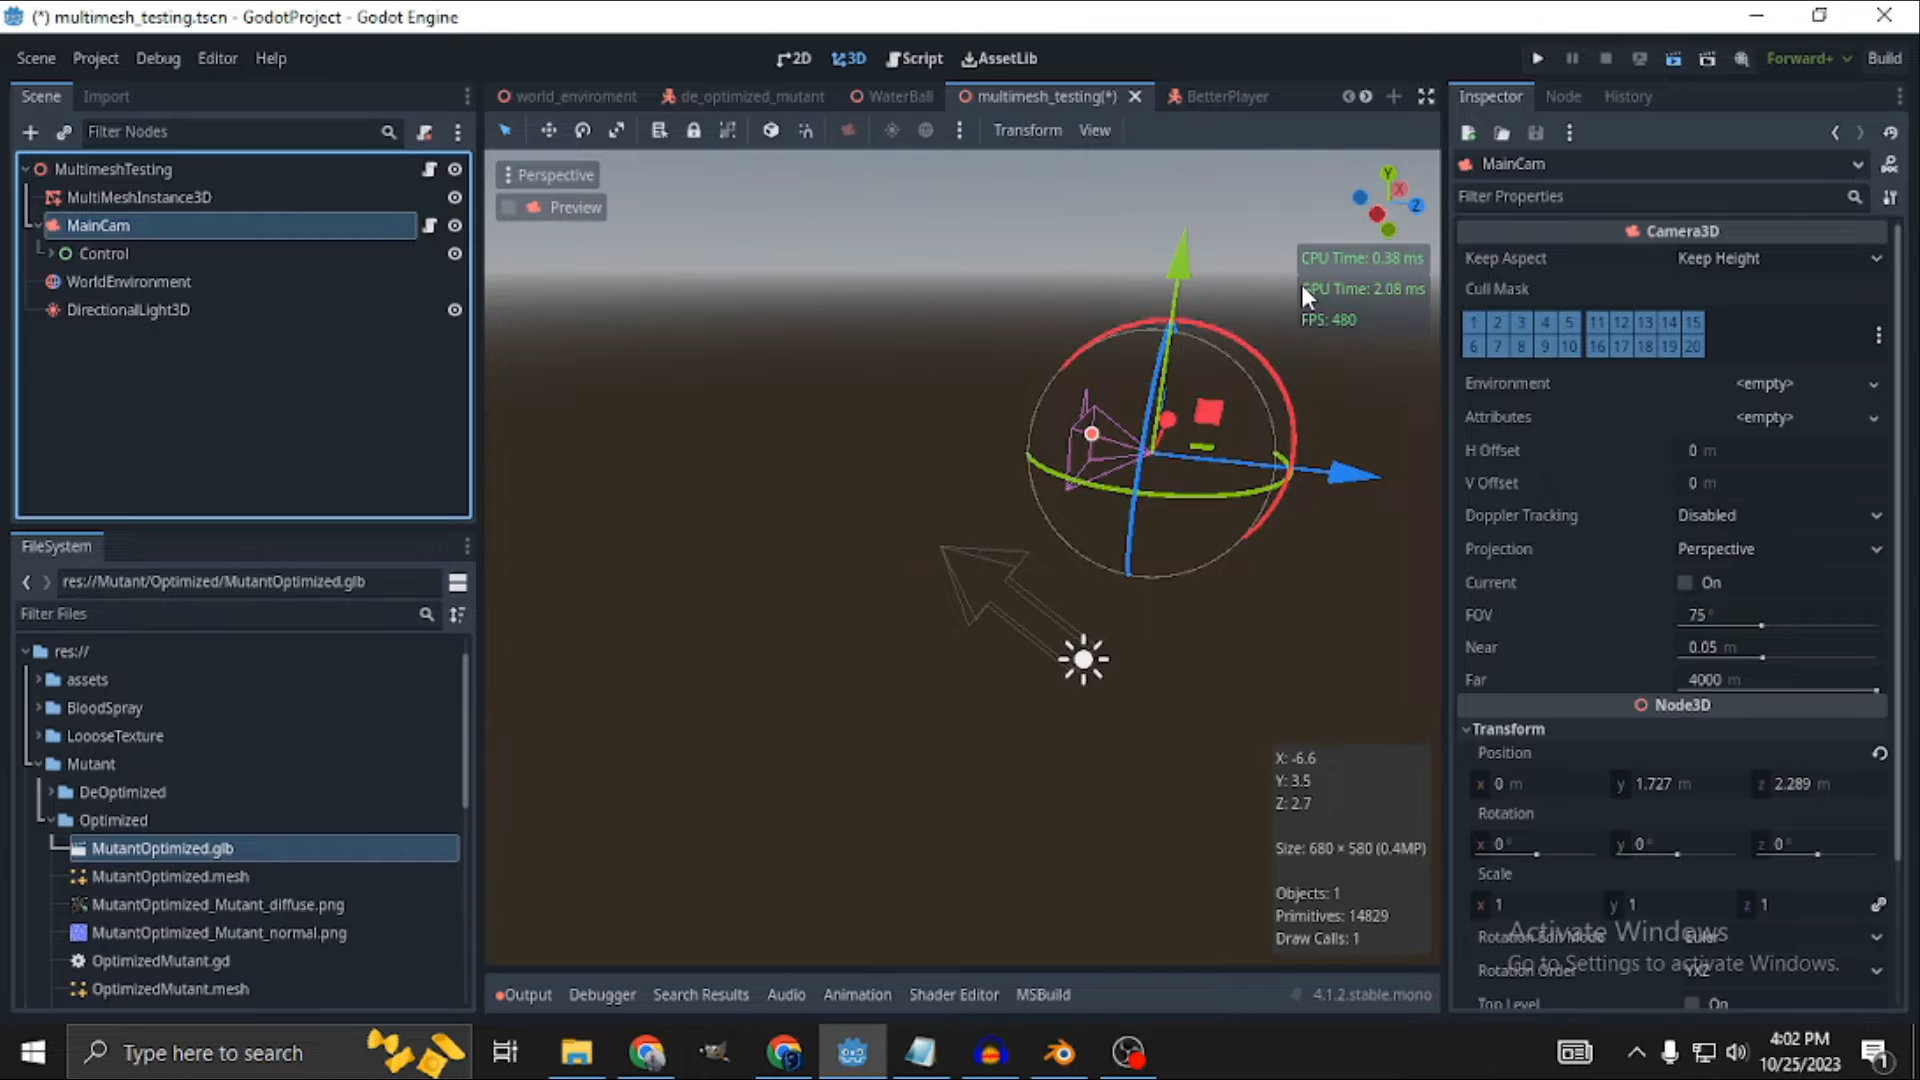 (*) multimesh_testing.tscn - GodotProject - Godot Engine
Scene Project Debug Editor Help
2D 3D Script AssetLib
Forward+ Build
Scene Import
world_enviroment de_optimized_mutant WaterBall multimesh_testing(*) BetterPlayer
Inspector Node History
Filter Nodes
Transform View
MultimeshTesting
MultiMeshInstance3D
MainCam
Control
WorldEnvironment
DirectionalLight3D
Perspective
Preview
Y
X
Z
CPU Time: 0.38 ms
GPU Time: 2.08 ms
FPS: 480
X: -6.6
Y: 3.5
Z: 2.7
Size: 680 × 580 (0.4MP)
Objects: 1
Primitives: 14829
Draw Calls: 1
MainCam
Filter Properties
Camera3D
Keep Aspect Keep Height
Cull Mask
1 2 3 4 5 11 12 13 14 15
6 7 8 9 10 16 17 18 19 20
Environment <empty>
Attributes <empty>
H Offset 0 m
V Offset 0 m
Doppler Tracking Disabled
Projection Perspective
Current On
FOV 75 °
Near 0.05 m
Far 4000 m
Node3D
Transform
Position
x 0 m y 1.727 m z 2.289 m
Rotation
x 0 ° y 0 ° z 0 °
Scale
x 1 y 1 z 1
Rotation Edit Mode Euler
Rotation Order YXZ
Top Level On
Activate Windows
Go to Settings to activate Windows.
FileSystem
res://Mutant/Optimized/MutantOptimized.glb
Filter Files
res://
assets
BloodSpray
LoooseTexture
Mutant
DeOptimized
Optimized
MutantOptimized.glb
MutantOptimized.mesh
MutantOptimized_Mutant_diffuse.png
MutantOptimized_Mutant_normal.png
OptimizedMutant.gd
OptimizedMutant.mesh
Output Debugger Search Results Audio Animation Shader Editor MSBuild 4.1.2.stable.mono
Type here to search
4:02 PM
10/25/2023
1